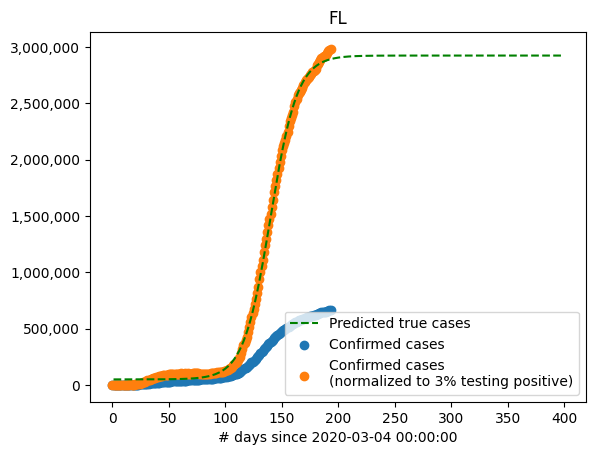 FL
3,000,000
2,500,000
2,000,000
1,500,000
1,000,000
500,000
0
Predicted true cases
Confirmed cases
Confirmed cases
(normalized to 3% testing positive)
0 50 100 150 200 250 300 350 400
# days since 2020-03-04 00:00:00